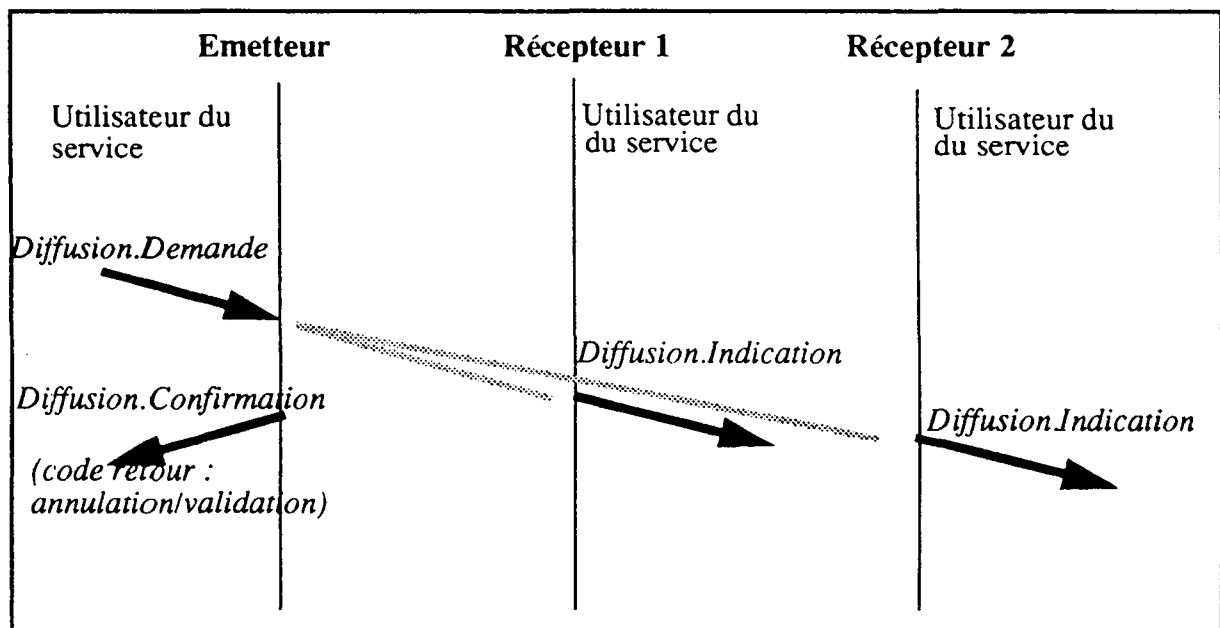 Emetteur
Récepteur 1
Récepteur 2
Utilisateur du
service
Utilisateur du
du service
Utilisateur du
du service
Diffusion.Demande
Diffusion.Indication
Diffusion.Confirmation
Diffusion.Indication
(code retour :
annulation/validation)